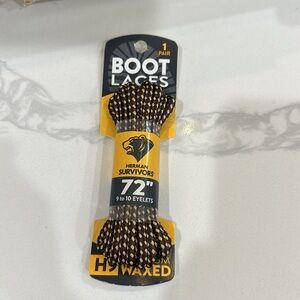 1
PAIR
BOOT
LACES
HERMAN
SURVIVORS
72"
9 to 10 EYELETS
WAXED